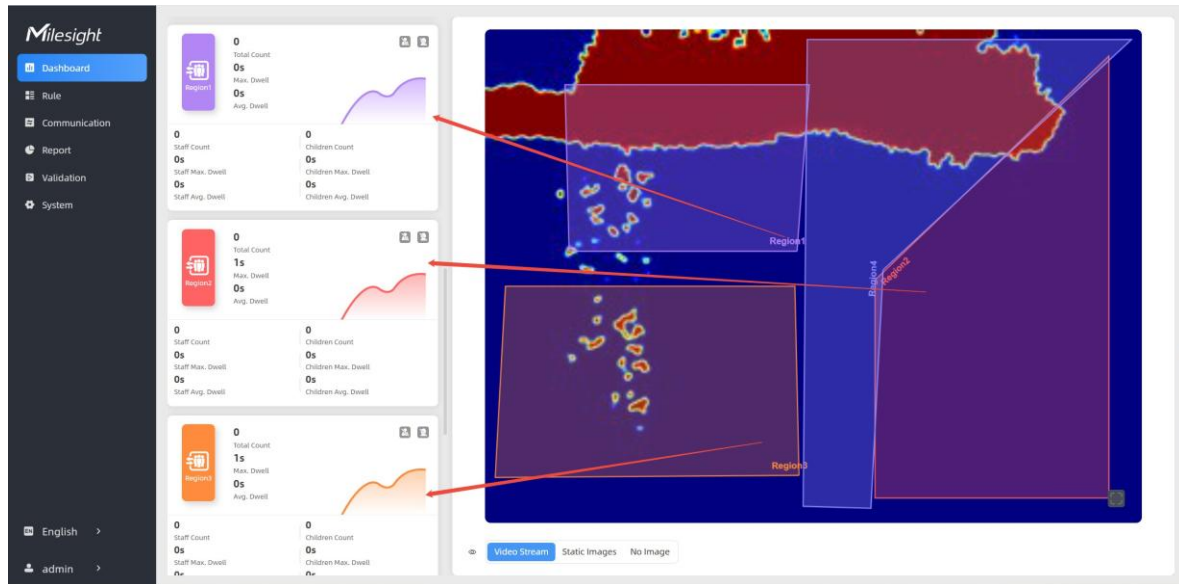 Milesight
Dashboard
Rule
Communication
Report
Validation
System
EN English >
admin >
Region1
0
Total Count
0s
Max. Dwell
0s
Avg. Dwell
0
Staff Count
0s
Staff Max. Dwell
0s
Staff Avg. Dwell
0
Children Count
0s
Children Max. Dwell
0s
Children Avg. Dwell
Region2
0
Total Count
1s
Max. Dwell
0s
Avg. Dwell
0
Staff Count
0s
Staff Max. Dwell
0s
Staff Avg. Dwell
0
Children Count
0s
Children Max. Dwell
0s
Children Avg. Dwell
Region3
0
Total Count
1s
Max. Dwell
0s
Avg. Dwell
0
Staff Count
0s
Staff Max. Dwell
0s
0
Children Count
0s
Children Max. Dwell
0s
Region1
Region4
Region2
Region3
Video Stream
Static Images
No Image